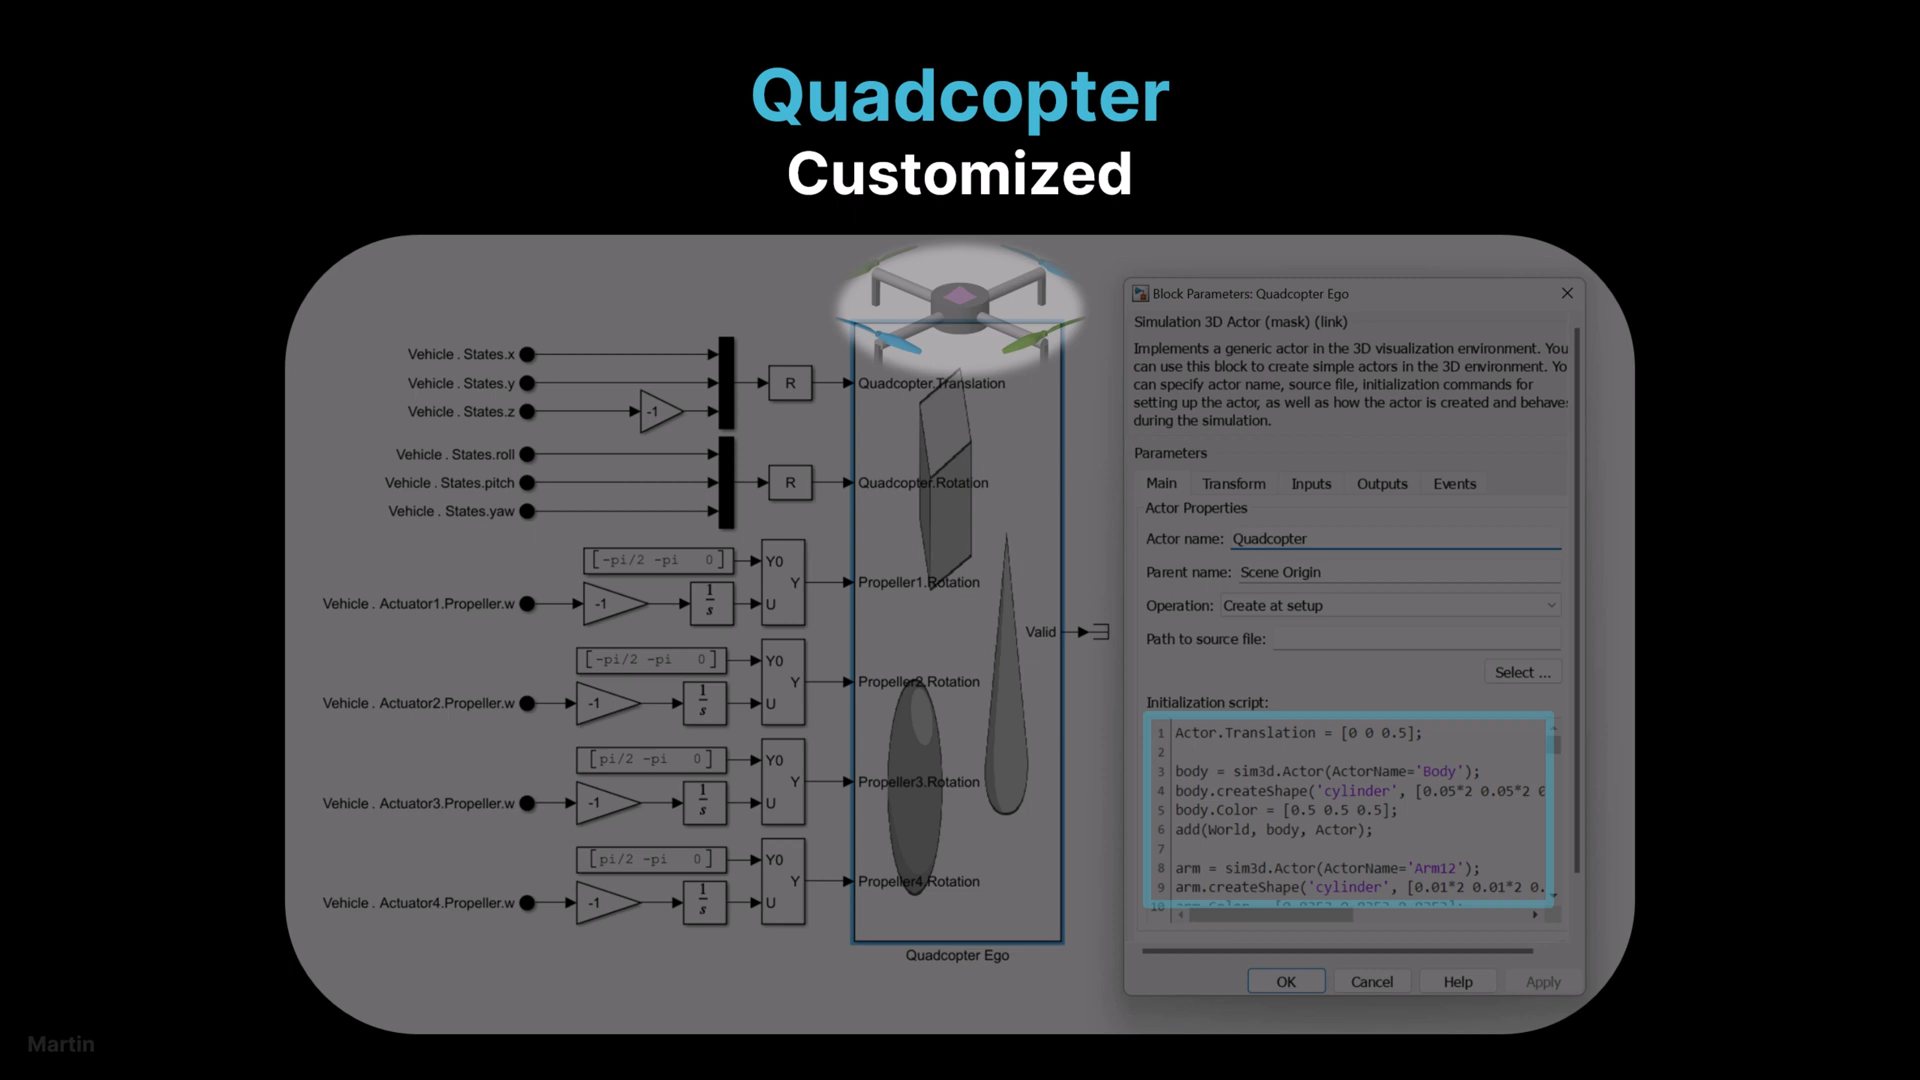 Quadcopter
Customized
Vehicle . States.x
Vehicle . States.y
Vehicle . States.z
-1
R
Quadcopter.Translation
Vehicle . States.roll
Vehicle . States.pitch
Vehicle . States.yaw
R
Quadcopter.Rotation
[-pi/2 -pi 0]
Y0
Vehicle . Actuator1.Propeller.w
-1
1
s
U
Y
Propeller1.Rotation
[-pi/2 -pi 0]
Y0
Vehicle . Actuator2.Propeller.w
-1
1
s
U
Y
Propeller2.Rotation
[pi/2 -pi 0]
Y0
Vehicle . Actuator3.Propeller.w
-1
1
s
U
Y
Propeller3.Rotation
[pi/2 -pi 0]
Y0
Vehicle . Actuator4.Propeller.w
-1
1
s
U
Y
Propeller4.Rotation
Valid
Quadcopter Ego
Block Parameters: Quadcopter Ego
Simulation 3D Actor (mask) (link)
Implements a generic actor in the 3D visualization environment. You
can use this block to create simple actors in the 3D environment. Yo
can specify actor name, source file, initialization commands for
setting up the actor, as well as how the actor is created and behave
during the simulation.
Parameters
Main Transform Inputs Outputs Events
Actor Properties
Actor name: Quadcopter
Parent name: Scene Origin
Operation: Create at setup
Path to source file:
Select ...
Initialization script:
1 Actor.Translation = [0 0 0.5];
2
3 body = sim3d.Actor(ActorName='Body');
4 body.createShape('cylinder', [0.05*2 0.05*2 0
5 body.Color = [0.5 0.5 0.5];
6 add(World, body, Actor);
7
8 arm = sim3d.Actor(ActorName='Arm12');
9 arm.createShape('cylinder', [0.01*2 0.01*2 0.
10
OK Cancel Help Apply
Martin